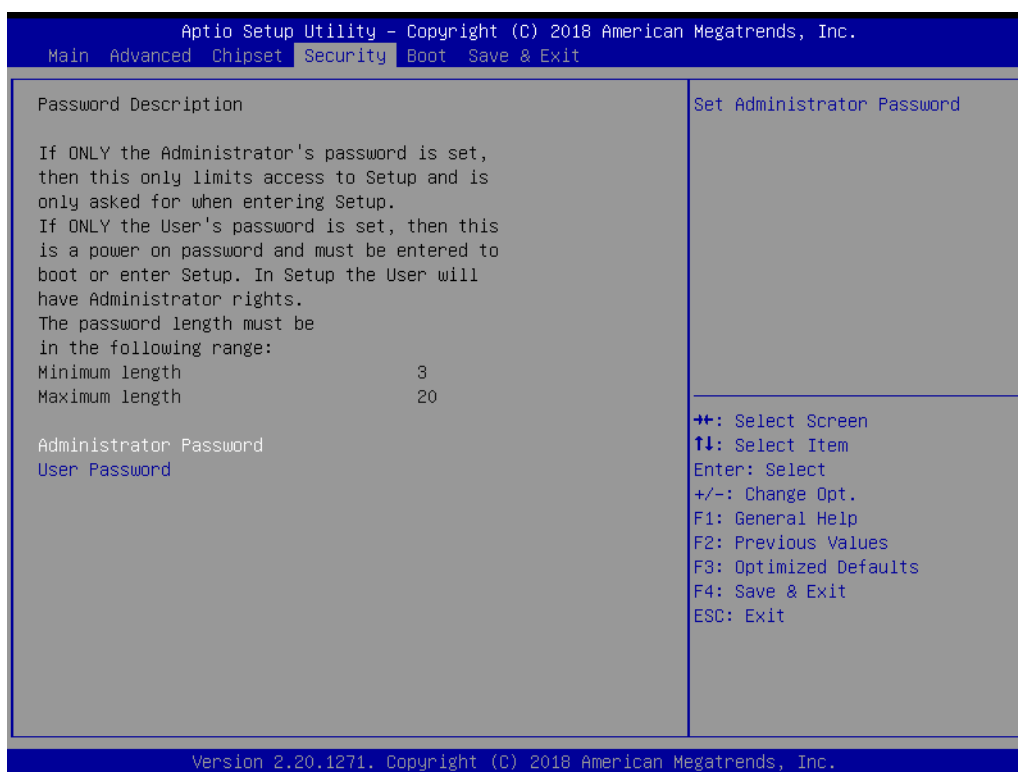 Aptio Setup Utility – Copyright (C) 2018 American Megatrends, Inc.
Main Advanced Chipset Security Boot Save & Exit
Password Description
If ONLY the Administrator's password is set,
then this only limits access to Setup and is
only asked for when entering Setup.
If ONLY the User's password is set, then this
is a power on password and must be entered to
boot or enter Setup. In Setup the User will
have Administrator rights.
The password length must be
in the following range:
Minimum length 3
Maximum length 20
Administrator Password
User Password
Set Administrator Password
→←: Select Screen
↑↓: Select Item
Enter: Select
+/-: Change Opt.
F1: General Help
F2: Previous Values
F3: Optimized Defaults
F4: Save & Exit
ESC: Exit
Version 2.20.1271. Copyright (C) 2018 American Megatrends, Inc.